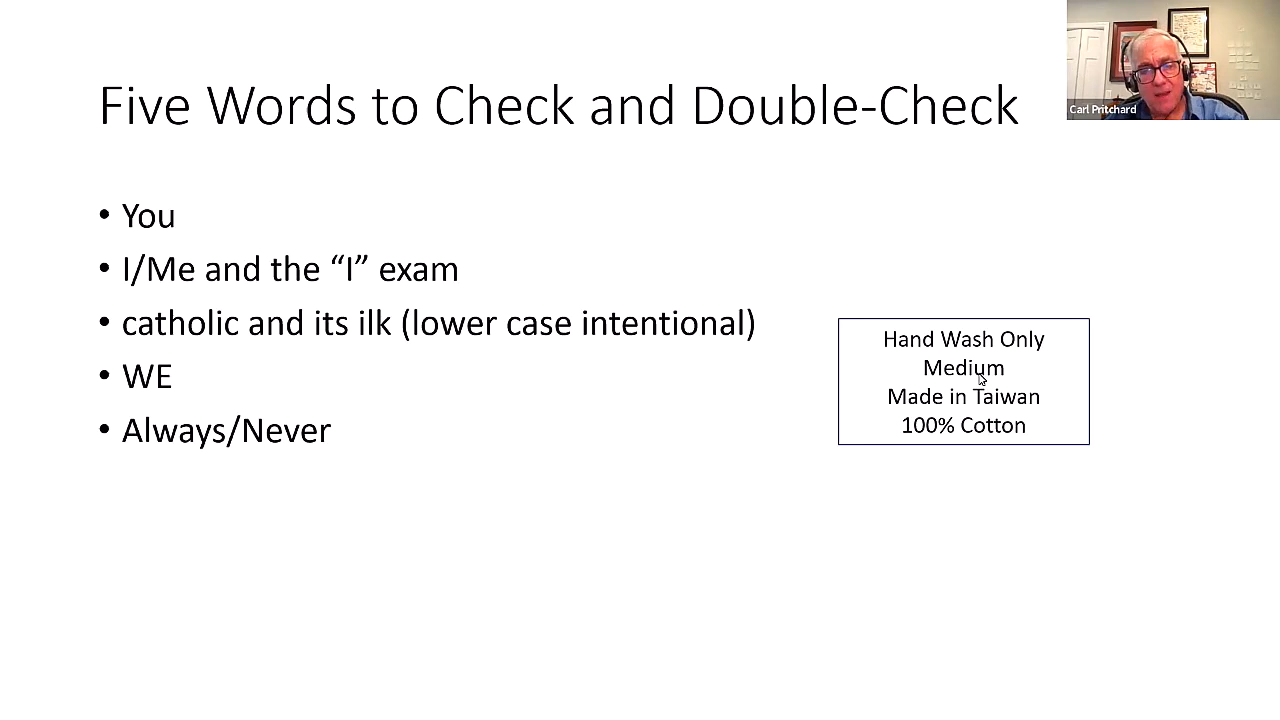 Five Words to Check and Double-Check
Carl Pritchard
• You
• I/Me and the “I” exam
• catholic and its ilk (lower case intentional)
• WE
• Always/Never
Hand Wash Only
Medium
Made in Taiwan
100% Cotton